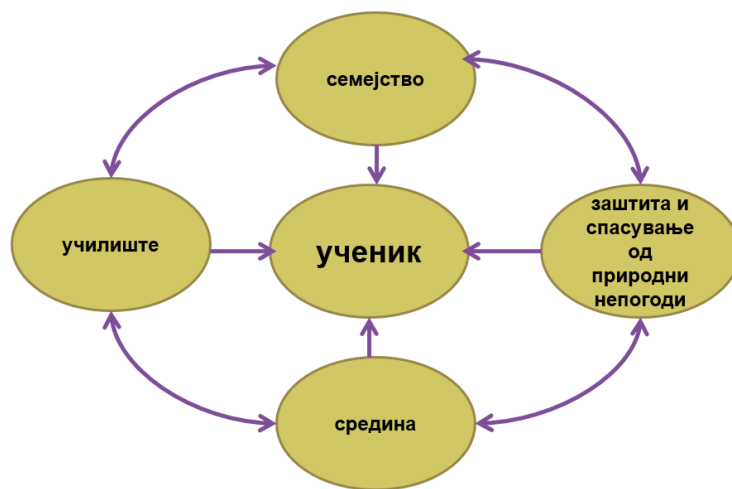 семејство
училиште
ученик
заштита и
спасување
од
природни
непогоди
средина